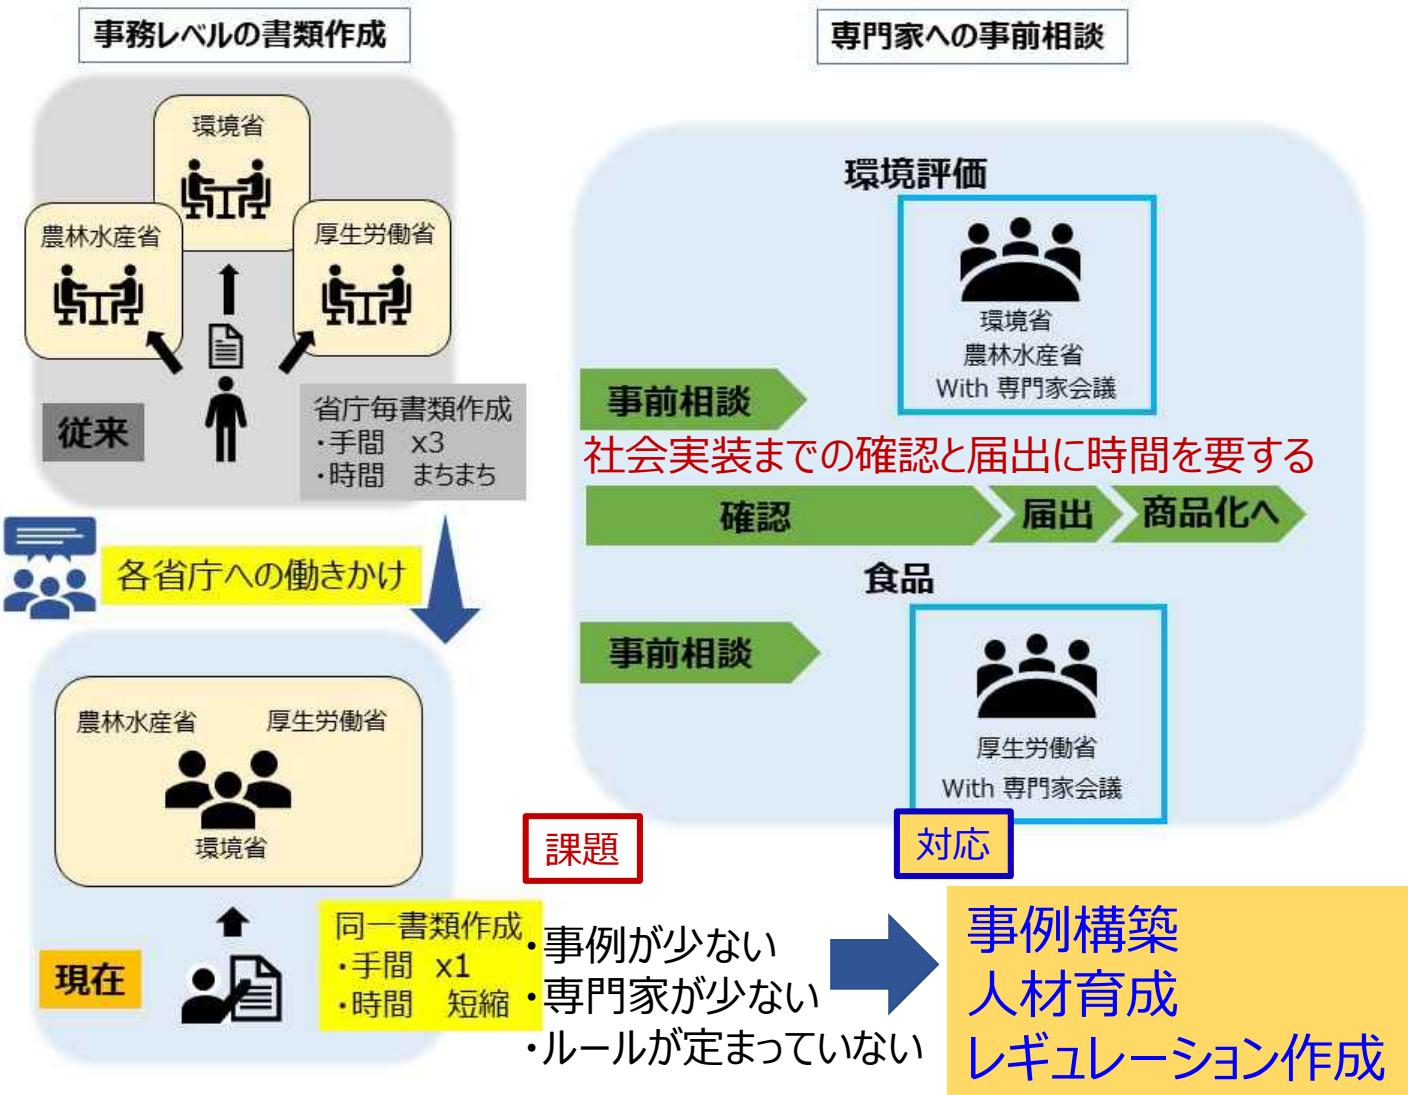 事務レベルの書類作成
環境省
農林水産省
厚生労働省
従来
省庁毎書類作成
・手間 x3
・時間 まちまち
各省庁への働きかけ
農林水産省 厚生労働省
環境省
現在
同一書類作成
・手間 x1
・時間 短縮
専門家への事前相談
環境評価
環境省
農林水産省
With 専門家会議
事前相談
社会実装までの確認と届出に時間を要する
確認
届出
商品化へ
食品
事前相談
厚生労働省
With 専門家会議
課題
・事例が少ない
・専門家が少ない
・ルールが定まっていない
対応
事例構築
人材育成
レギュレーション作成